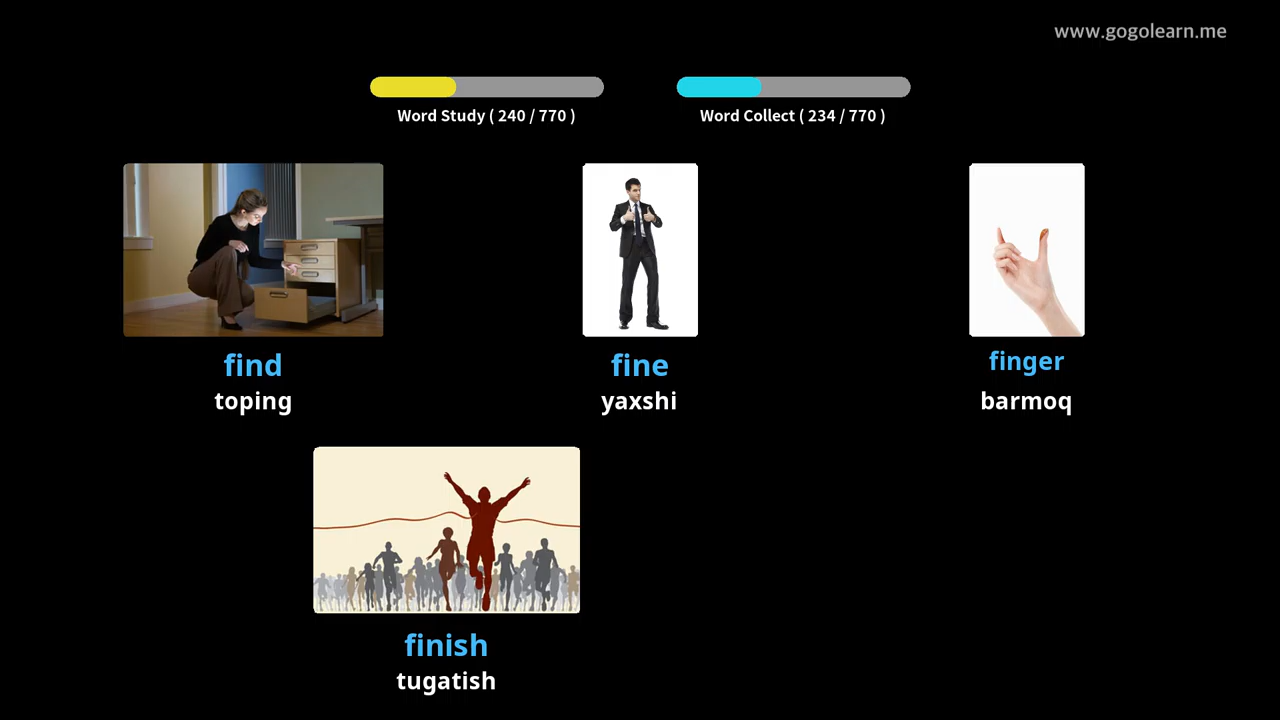 www.gogolearn.me
Word Study ( 240 / 770 )
Word Collect ( 234 / 770 )
find
toping
fine
yaxshi
finger
barmoq
finish
tugatish